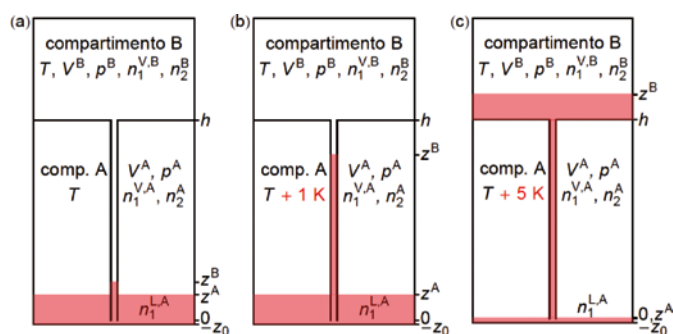 (a)
compartimento B
T, V^B, p^B, n_1^{V,B}, n_2^B
h
comp. A
T
V^A, p^A
n_1^{V,A}, n_2^A
z^B
z^A
n_1^{L,A}
0
–z_0
(b)
compartimento B
T, V^B, p^B, n_1^{V,B}, n_2^B
h
z^B
comp. A
T + 1 K
V^A, p^A
n_1^{V,A}, n_2^A
z^A
n_1^{L,A}
0
–z_0
(c)
compartimento B
T, V^B, p^B, n_1^{V,B}, n_2^B
z^B
h
comp. A
T + 5 K
V^A, p^A
n_1^{V,A}, n_2^A
n_1^{L,A}
0, z^A
–z_0